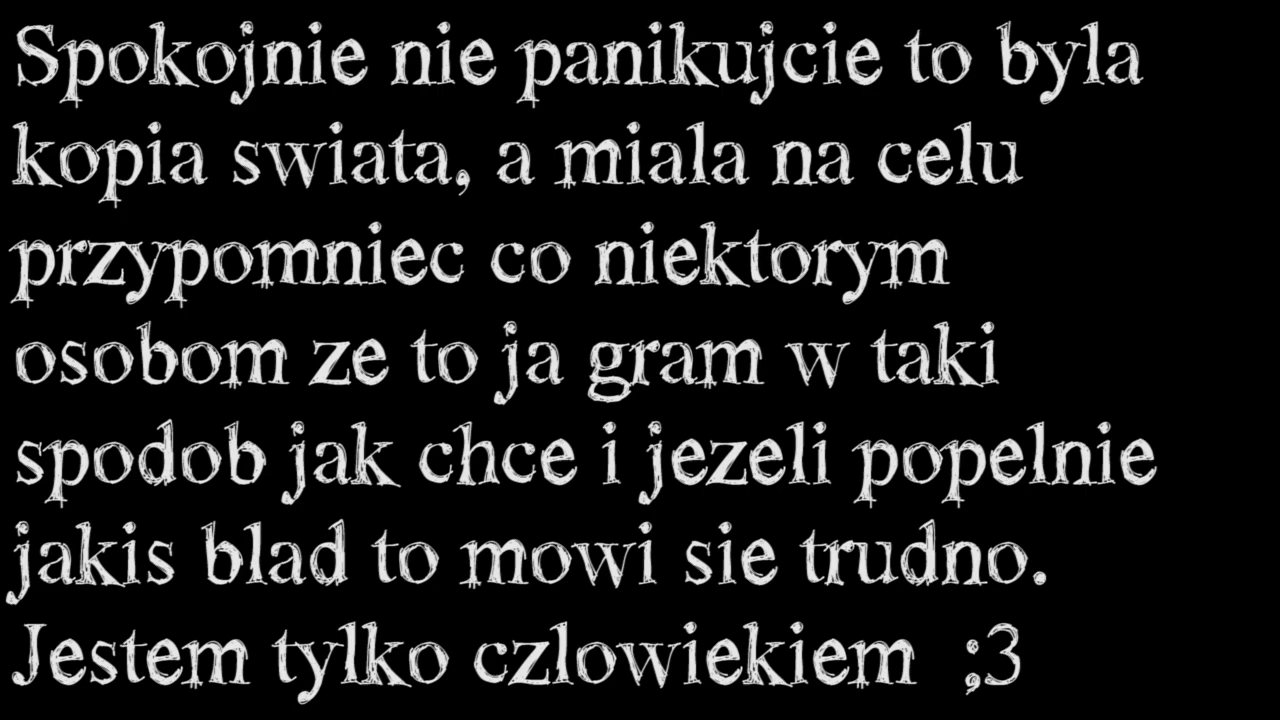 Spokojnie nie panikujcie to byla
kopia swiata, a miala na celu
przypomniec co niektorym
osobom ze to ja gram w taki
spodob jak chce i jezeli popelnie
jakis blad to mowi sie trudno.
Jestem tylko czlowiekiem ;3